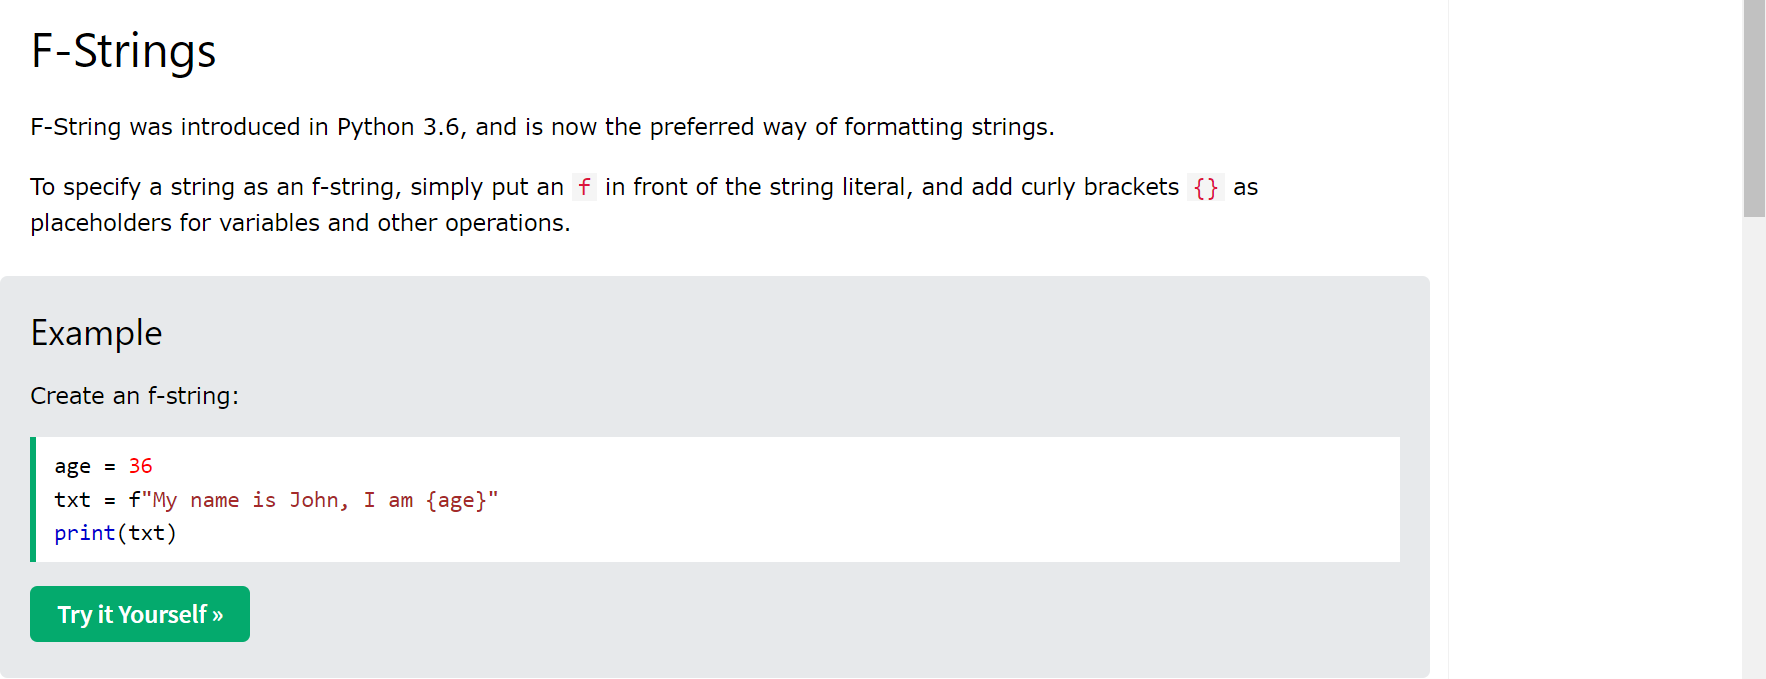 F-Strings
F-String was introduced in Python 3.6, and is now the preferred way of formatting strings.
To specify a string as an f-string, simply put an f in front of the string literal, and add curly brackets {} as
placeholders for variables and other operations.
Example
Create an f-string:
age = 36
txt = f"My name is John, I am {age}"
print(txt)
Try it Yourself »